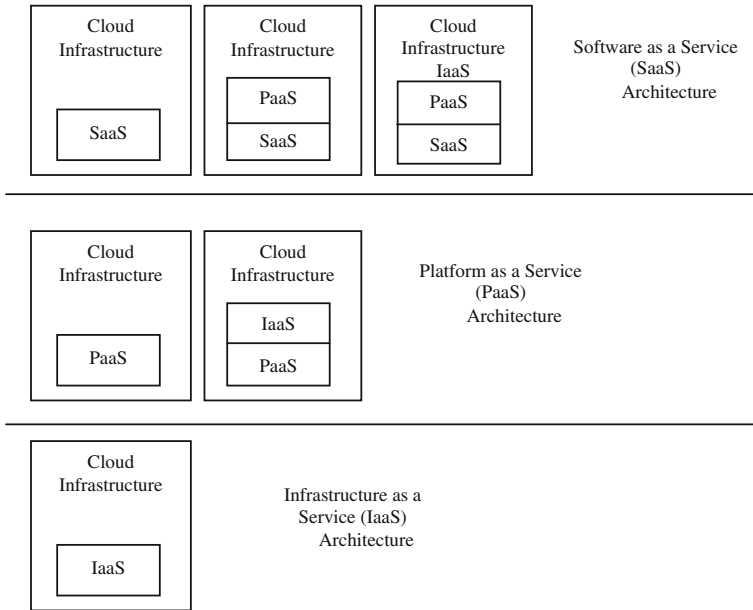 Cloud
Infrastructure
SaaS
Cloud
Infrastructure
PaaS
SaaS
Cloud
Infrastructure
IaaS
PaaS
SaaS
Software as a Service
(SaaS)
Architecture
Cloud
Infrastructure
PaaS
Cloud
Infrastructure
IaaS
PaaS
Platform as a Service
(PaaS)
Architecture
Cloud
Infrastructure
IaaS
Infrastructure as a
Service (IaaS)
Architecture